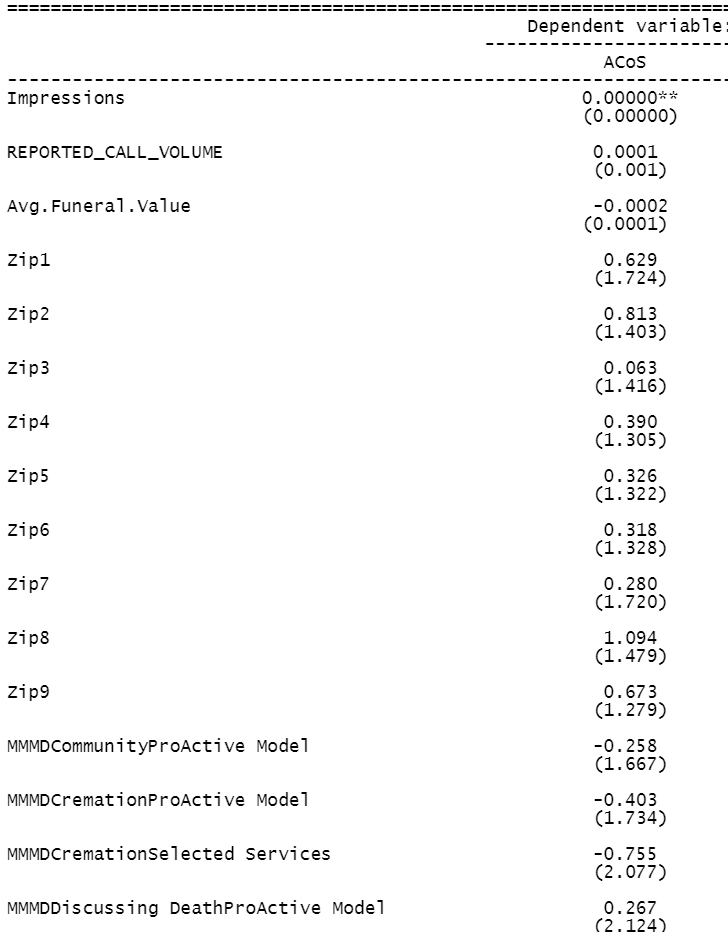 Dependent variable:
ACoS
Impressions 0.00000**
(0.00000)
REPORTED_CALL_VOLUME 0.0001
(0.001)
Avg.Funeral.Value -0.0002
(0.0001)
Zip1 0.629
(1.724)
Zip2 0.813
(1.403)
Zip3 0.063
(1.416)
Zip4 0.390
(1.305)
Zip5 0.326
(1.322)
Zip6 0.318
(1.328)
Zip7 0.280
(1.720)
Zip8 1.094
(1.479)
Zip9 0.673
(1.279)
MMMDCommunityProActive Model -0.258
(1.667)
MMMDCremationProActive Model -0.403
(1.734)
MMMDCremationSelected Services -0.755
(2.077)
MMMDDiscussing DeathProActive Model 0.267
(2.124)